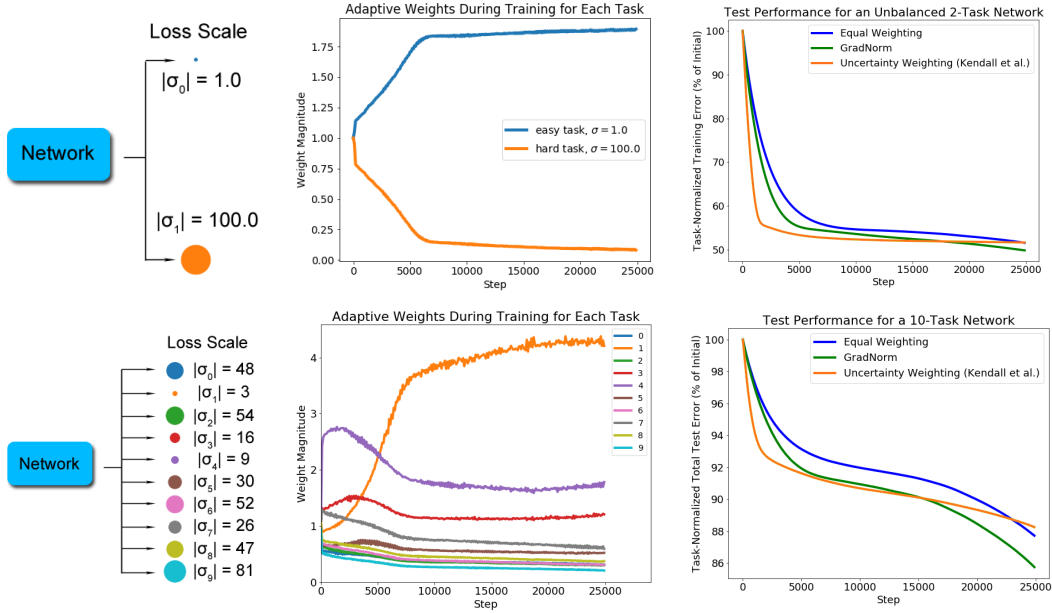 Loss Scale
|σ₀| = 1.0
Network
|σ₁| = 100.0
Adaptive Weights During Training for Each Task
Weight Magnitude
1.75
1.50
1.25
1.00
0.75
0.50
0.25
0.00
easy task, σ = 1.0
hard task, σ = 100.0
0
5000
10000
15000
20000
25000
Step
Test Performance for an Unbalanced 2-Task Network
Task-Normalized Training Error (% of Initial)
100
90
80
70
60
50
Equal Weighting
GradNorm
Uncertainty Weighting (Kendall et al.)
0
5000
10000
15000
20000
25000
Step
Loss Scale
Network
|σ₀| = 48
|σ₁| = 3
|σ₂| = 54
|σ₃| = 16
|σ₄| = 9
|σ₅| = 30
|σ₆| = 52
|σ₇| = 26
|σ₈| = 47
|σ₉| = 81
Adaptive Weights During Training for Each Task
Weight Magnitude
4
3
2
1
0
0
1
2
3
4
5
6
7
8
9
0
5000
10000
15000
20000
25000
Step
Test Performance for a 10-Task Network
Task-Normalized Total Test Error (% of Initial)
100
98
96
94
92
90
88
86
Equal Weighting
GradNorm
Uncertainty Weighting (Kendall et al.)
0
5000
10000
15000
20000
25000
Step